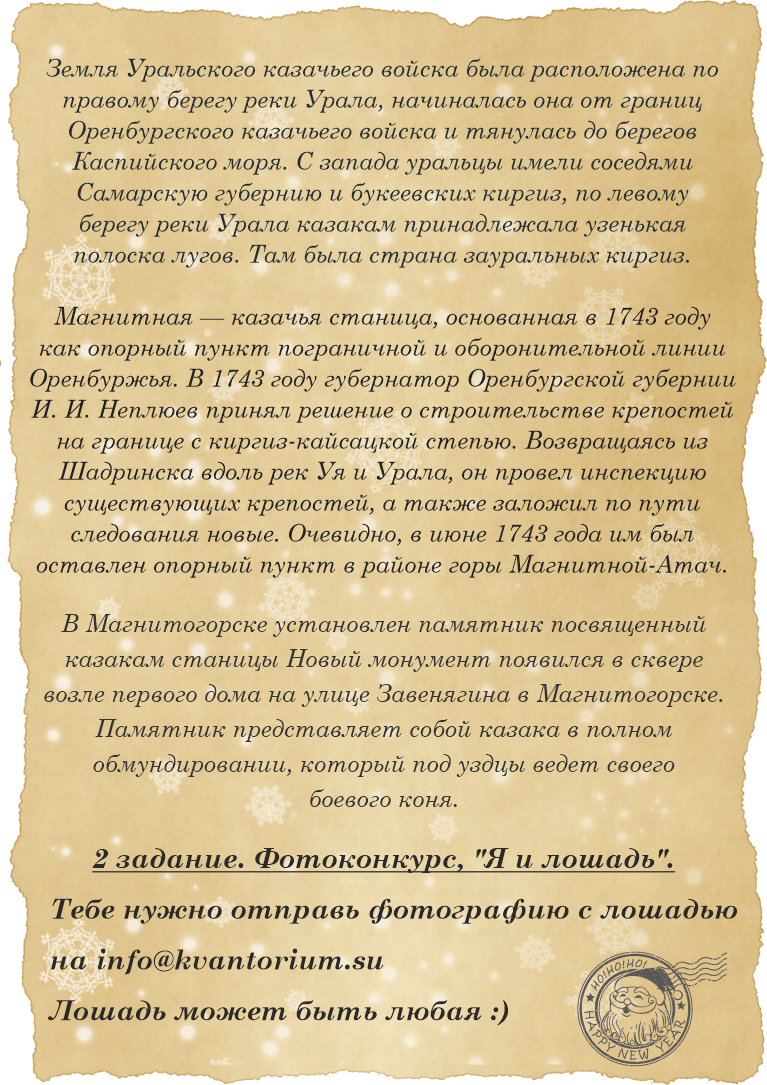 Земля Уральского казачьего войска была расположена по
правому берегу реки Урала, начиналась она от границ
Оренбургского казачьего войска и тянулась до берегов
Каспийского моря. С запада уральцы имели соседями
Самарскую губернию и букеевских киргиз, по левому
берегу реки Урала казакам принадлежала узенькая
полоска лугов. Там была страна зауральных киргиз.
Магнитная — казачья станица, основанная в 1743 году
как опорный пункт пограничной и оборонительной линии
Оренбуржья. В 1743 году губернатор Оренбургской губернии
И. И. Неплюев принял решение о строительстве крепостей
на границе с киргиз-кайсацкой степью. Возвращаясь из
Шадринска вдоль рек Уя и Урала, он провел инспекцию
существующих крепостей, а также заложил по пути
следования новые. Очевидно, в июне 1743 года им был
оставлен опорный пункт в районе горы Магнитной-Атач.
В Магнитогорске установлен памятник посвященный
казакам станицы Новый монумент появился в сквере
возле первого дома на улице Завенягина в Магнитогорске.
Памятник представляет собой казака в полном
обмундировании, который под уздцы ведет своего
боевого коня.
2 задание. Фотоконкурс, "Я и лошадь".
Тебе нужно отправь фотографию с лошадью
на info@kvantorium.su
Лошадь может быть любая :)
HO!HO!HO!
HAPPY NEW YEAR